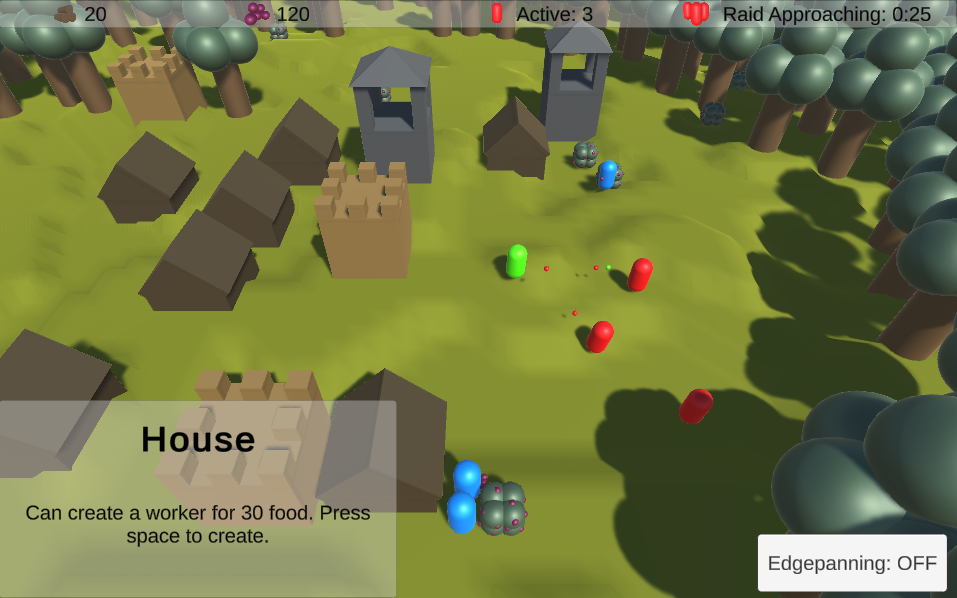 20
120
Active: 3
Raid Approaching: 0:25
House
Can create a worker for 30 food. Press
space to create.
Edgepanning: OFF